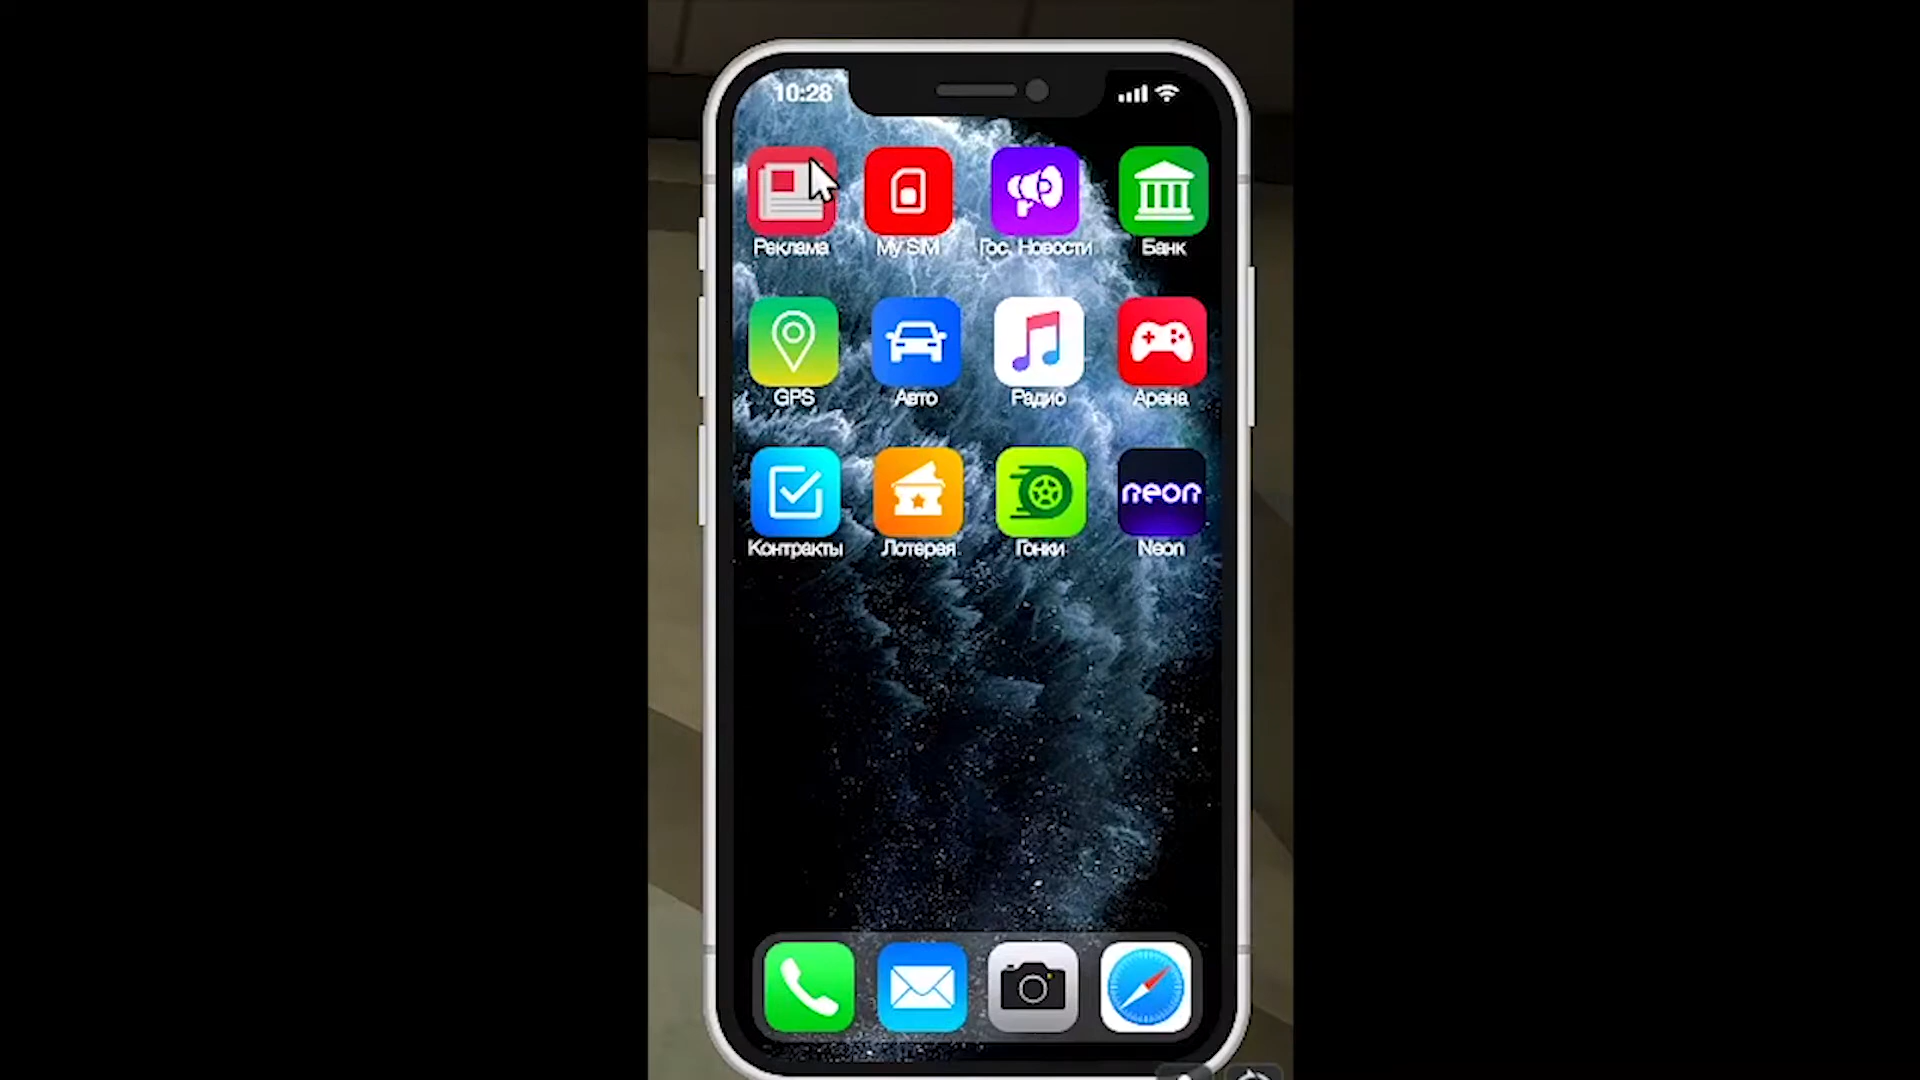 10:28
Реклама My SIM Гос. Новости Банк
GPS Авто Радио Арена
neon
Контракты Лотерея Гонки Neon